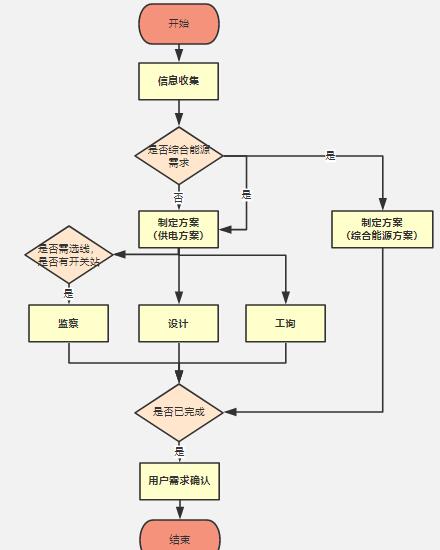 开始
信息收集
是否综合能源
需求
是
是
否
制定方案
（供电方案）
制定方案
（综合能源方案）
是否需选线，
是否有开关站
是
监察
设计
工询
是否已完成
是
用户需求确认
结束